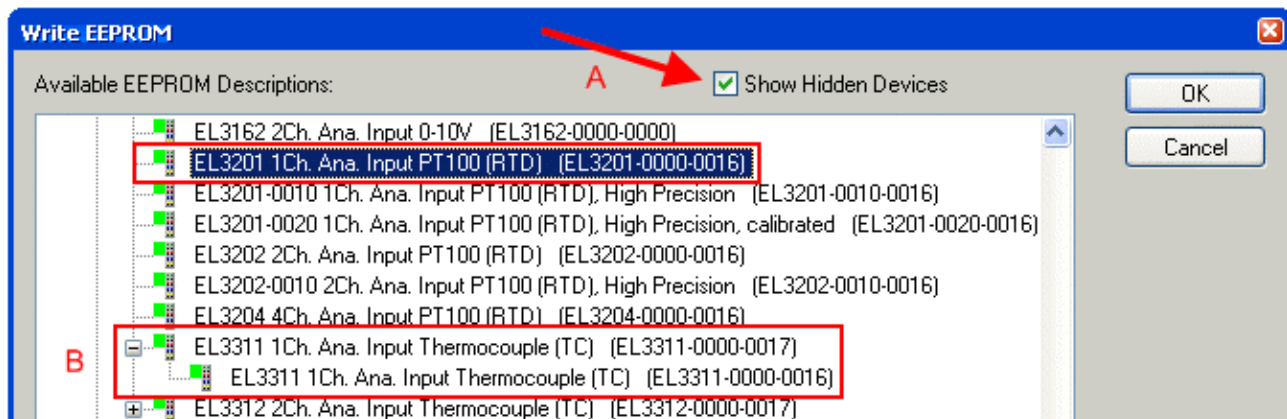 Write EEPROM
Available EEPROM Descriptions:
A
Show Hidden Devices
OK
Cancel
EL3162 2Ch. Ana. Input 0-10V (EL3162-0000-0000)
EL3201 1Ch. Ana. Input PT100 (RTD) (EL3201-0000-0016)
EL3201-0010 1Ch. Ana. Input PT100 (RTD), High Precision (EL3201-0010-0016)
EL3201-0020 1Ch. Ana. Input PT100 (RTD), High Precision, calibrated (EL3201-0020-0016)
EL3202 2Ch. Ana. Input PT100 (RTD) (EL3202-0000-0016)
EL3202-0010 2Ch. Ana. Input PT100 (RTD), High Precision (EL3202-0010-0016)
EL3204 4Ch. Ana. Input PT100 (RTD) (EL3204-0000-0016)
B
EL3311 1Ch. Ana. Input Thermocouple (TC) (EL3311-0000-0017)
EL3311 1Ch. Ana. Input Thermocouple (TC) (EL3311-0000-0016)
EL3312 2Ch. Ana. Input Thermocouple (TC) (EL3312-0000-0017)